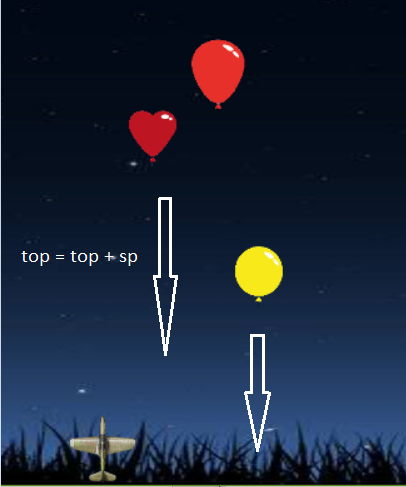 top = top + sp